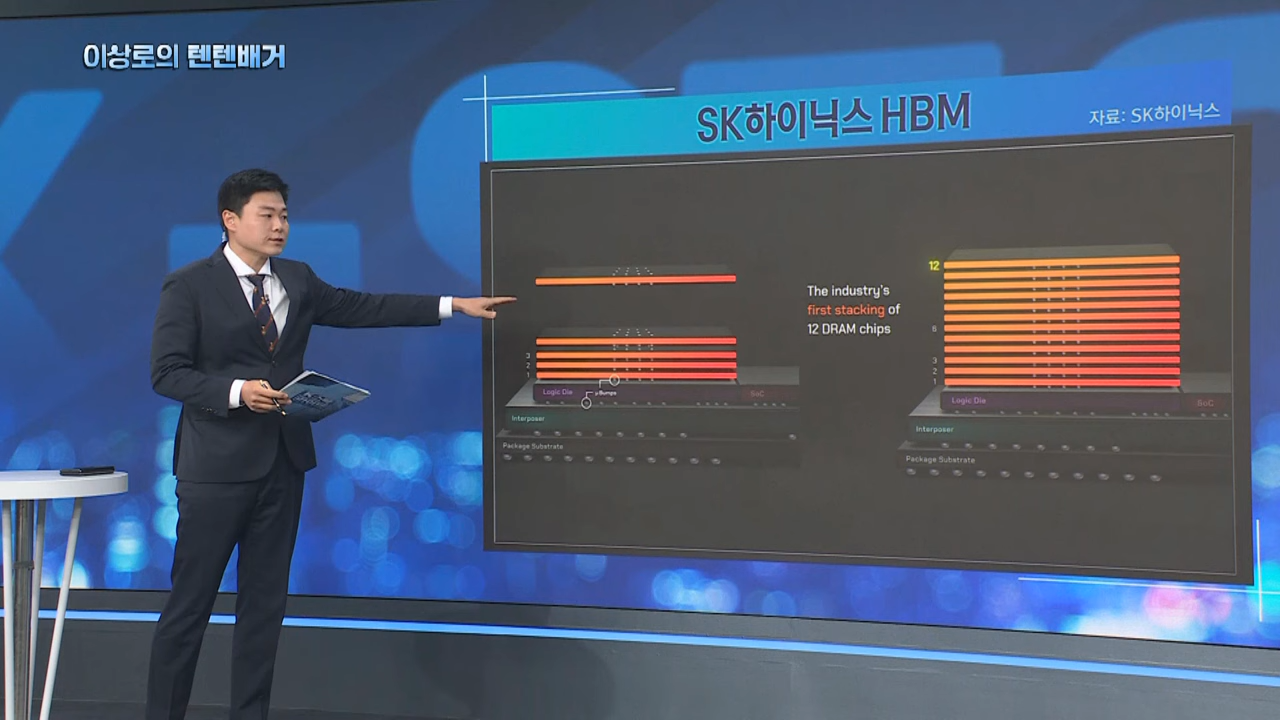 이상로의 텐텐배거
SK하이닉스 HBM
자료: SK하이닉스
3
2
1
Logic Die
μBumps
SoC
Interposer
Package Substrate
The industry's
first stacking of
12 DRAM chips
12
6
3
2
1
Logic Die
SoC
Interposer
Package Substrate